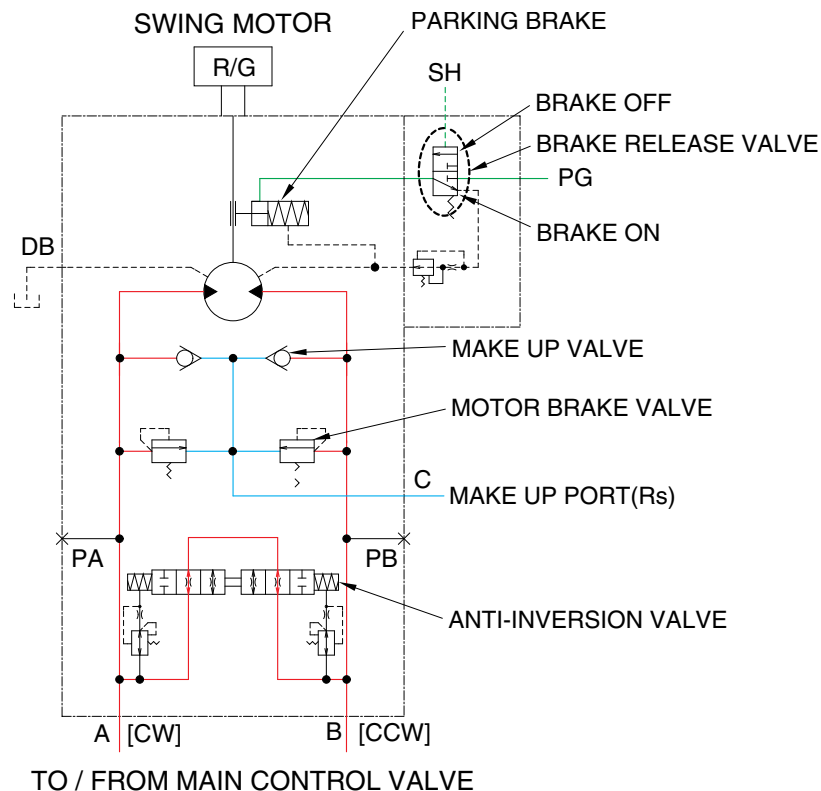 SWING MOTOR
PARKING BRAKE
R/G
SH
BRAKE OFF
BRAKE RELEASE VALVE
PG
BRAKE ON
DB
MAKE UP VALVE
MOTOR BRAKE VALVE
C
MAKE UP PORT(Rs)
PA
PB
ANTI-INVERSION VALVE
A [CW]
B [CCW]
TO / FROM MAIN CONTROL VALVE